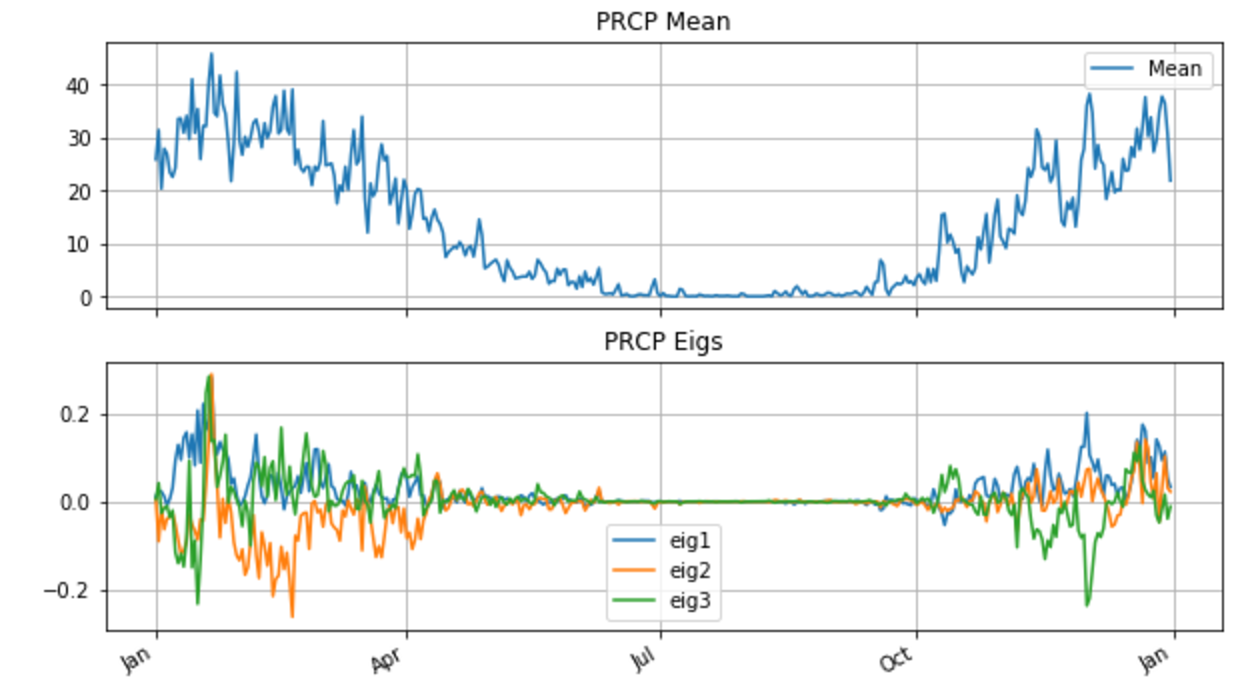 PRCP Mean
Mean
40
30
20
10
0
PRCP Eigs
0.2
0.0
−0.2
eig1
eig2
eig3
Jan Apr Jul Oct Jan